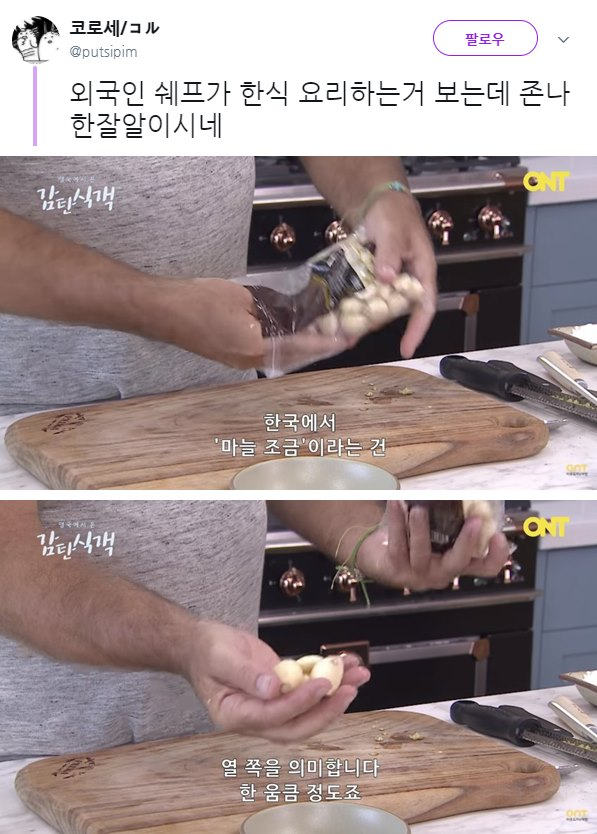 코로세/ㅋル
@putsipim
팔로우
외국인 쉐프가 한식 요리하는거 보는데 존나
한잘알이시네
영국에서 온
감탄식객
ONT
한국에서
'마늘 조금'이라는 건
ONT
영국에서 온
감탄식객
ONT
열 쪽을 의미합니다
한 움큼 정도죠
ONT